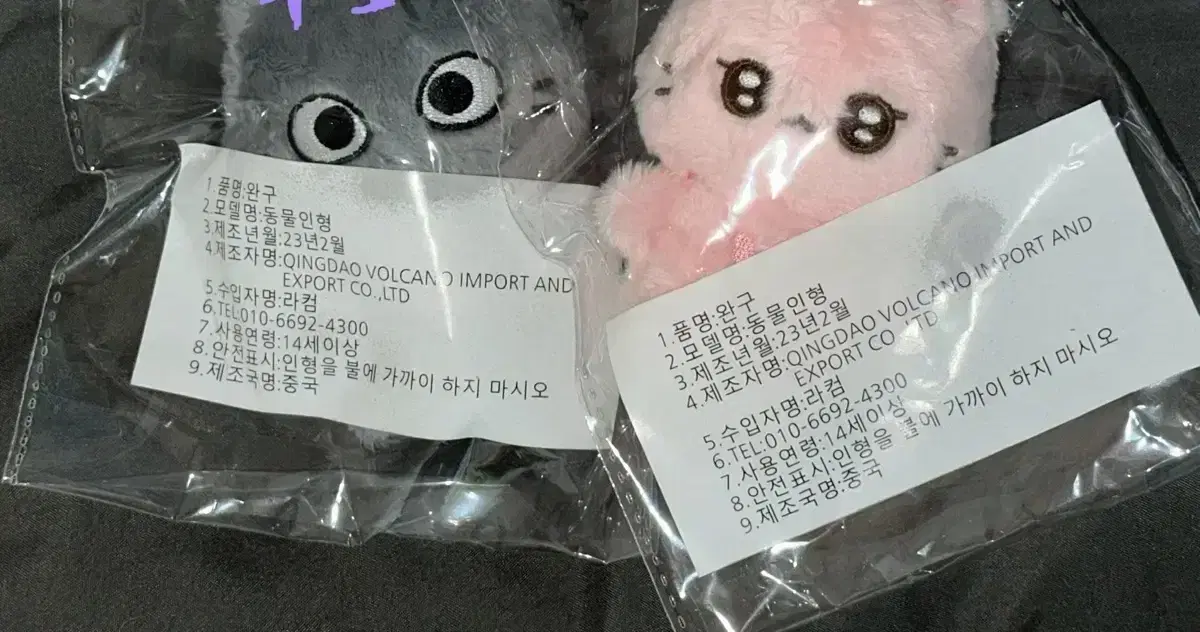 1.품명:완구
2.모델명:동물인형
3.제조년월:23년2월
4.제조자명:QINGDAO VOLCANO IMPORT AND
EXPORT CO.,LTD
5.수입자명:라컴
6.TEL010-6692-4300
7.사용연령:14세이상
8.안전표시:인형을 불에 가까이 하지 마시오
9.제조국명:중국
1.품명:완구
2.모델명:동물인형
3.제조년월:23년2월
4.제조자명:QINGDAO VOLCANO IMPORT AND
EXPORT CO LTD
5.수입자명:라컴
6.TEL:010-6692-4300
7.사용연령:14세이상
8.안전표시:인형을 불에 가까이 하지 마시오
9.제조국명:중국